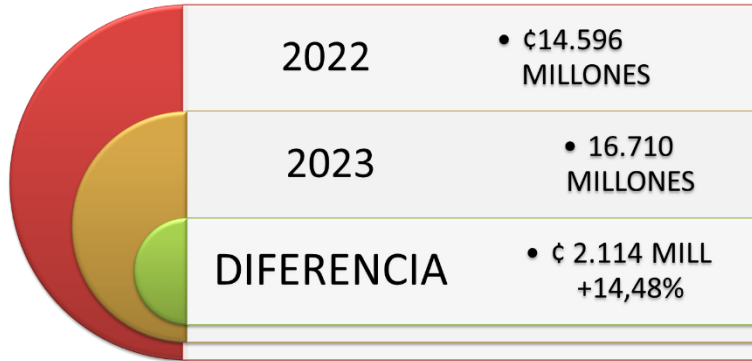 2022
• ¢14.596
MILLONES
2023
• 16.710
MILLONES
DIFERENCIA
• ¢ 2.114 MILL
+14,48%